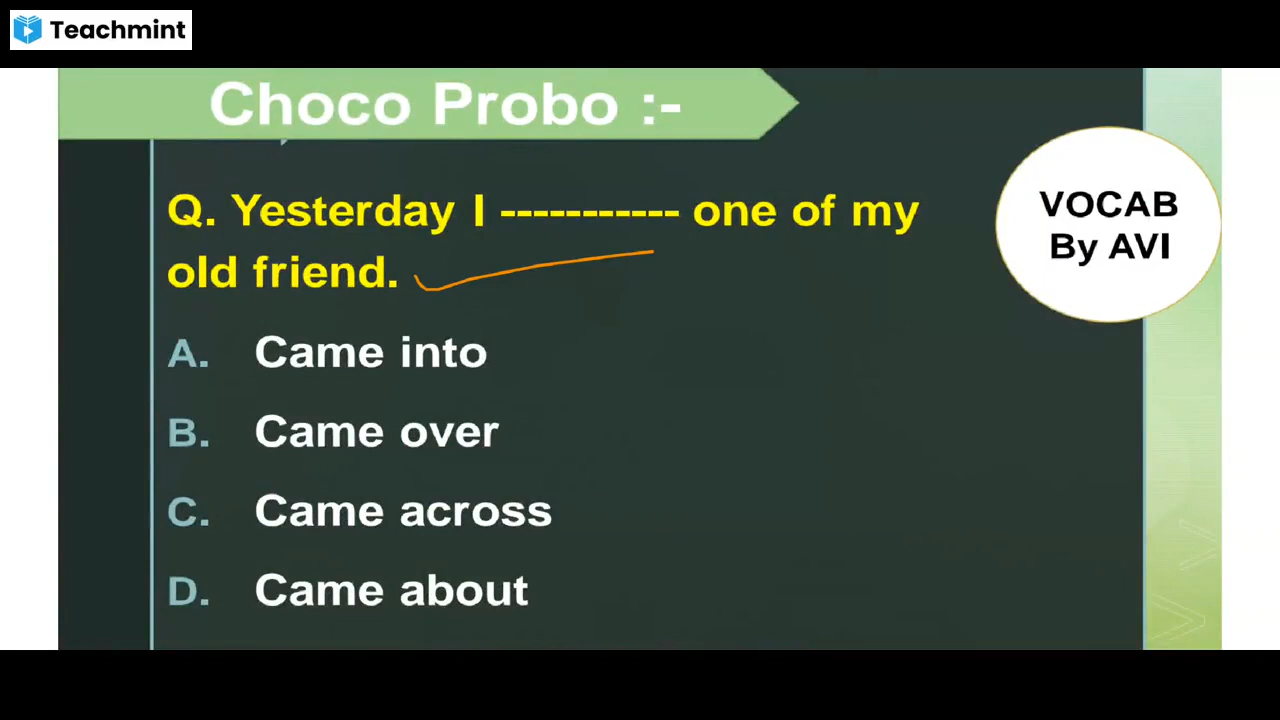 Teachmint
Choco Probo :-
VOCAB
By AVI
Q. Yesterday I ----------- one of my
old friend.
A. Came into
B. Came over
C. Came across
D. Came about